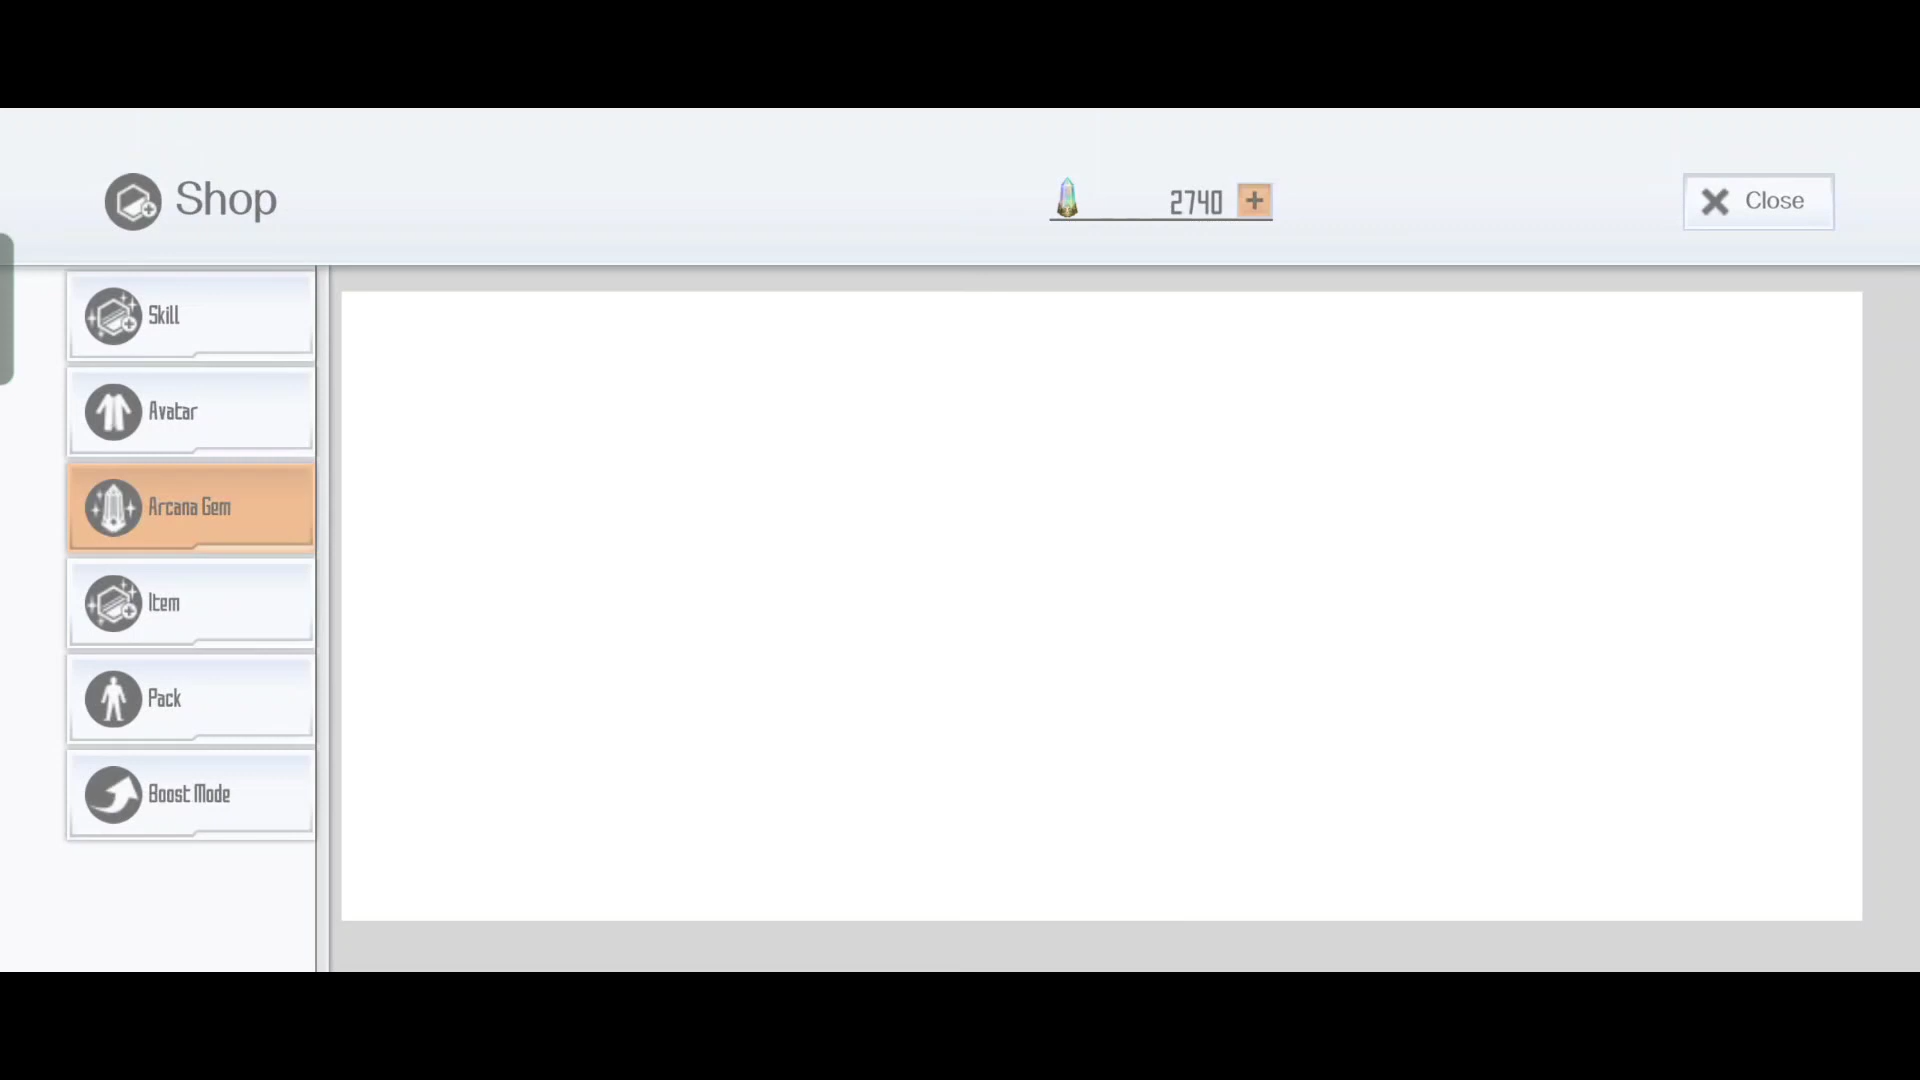 Shop
2740
Close
Skill
Avatar
Arcana Gem
Item
Pack
Boost Mode